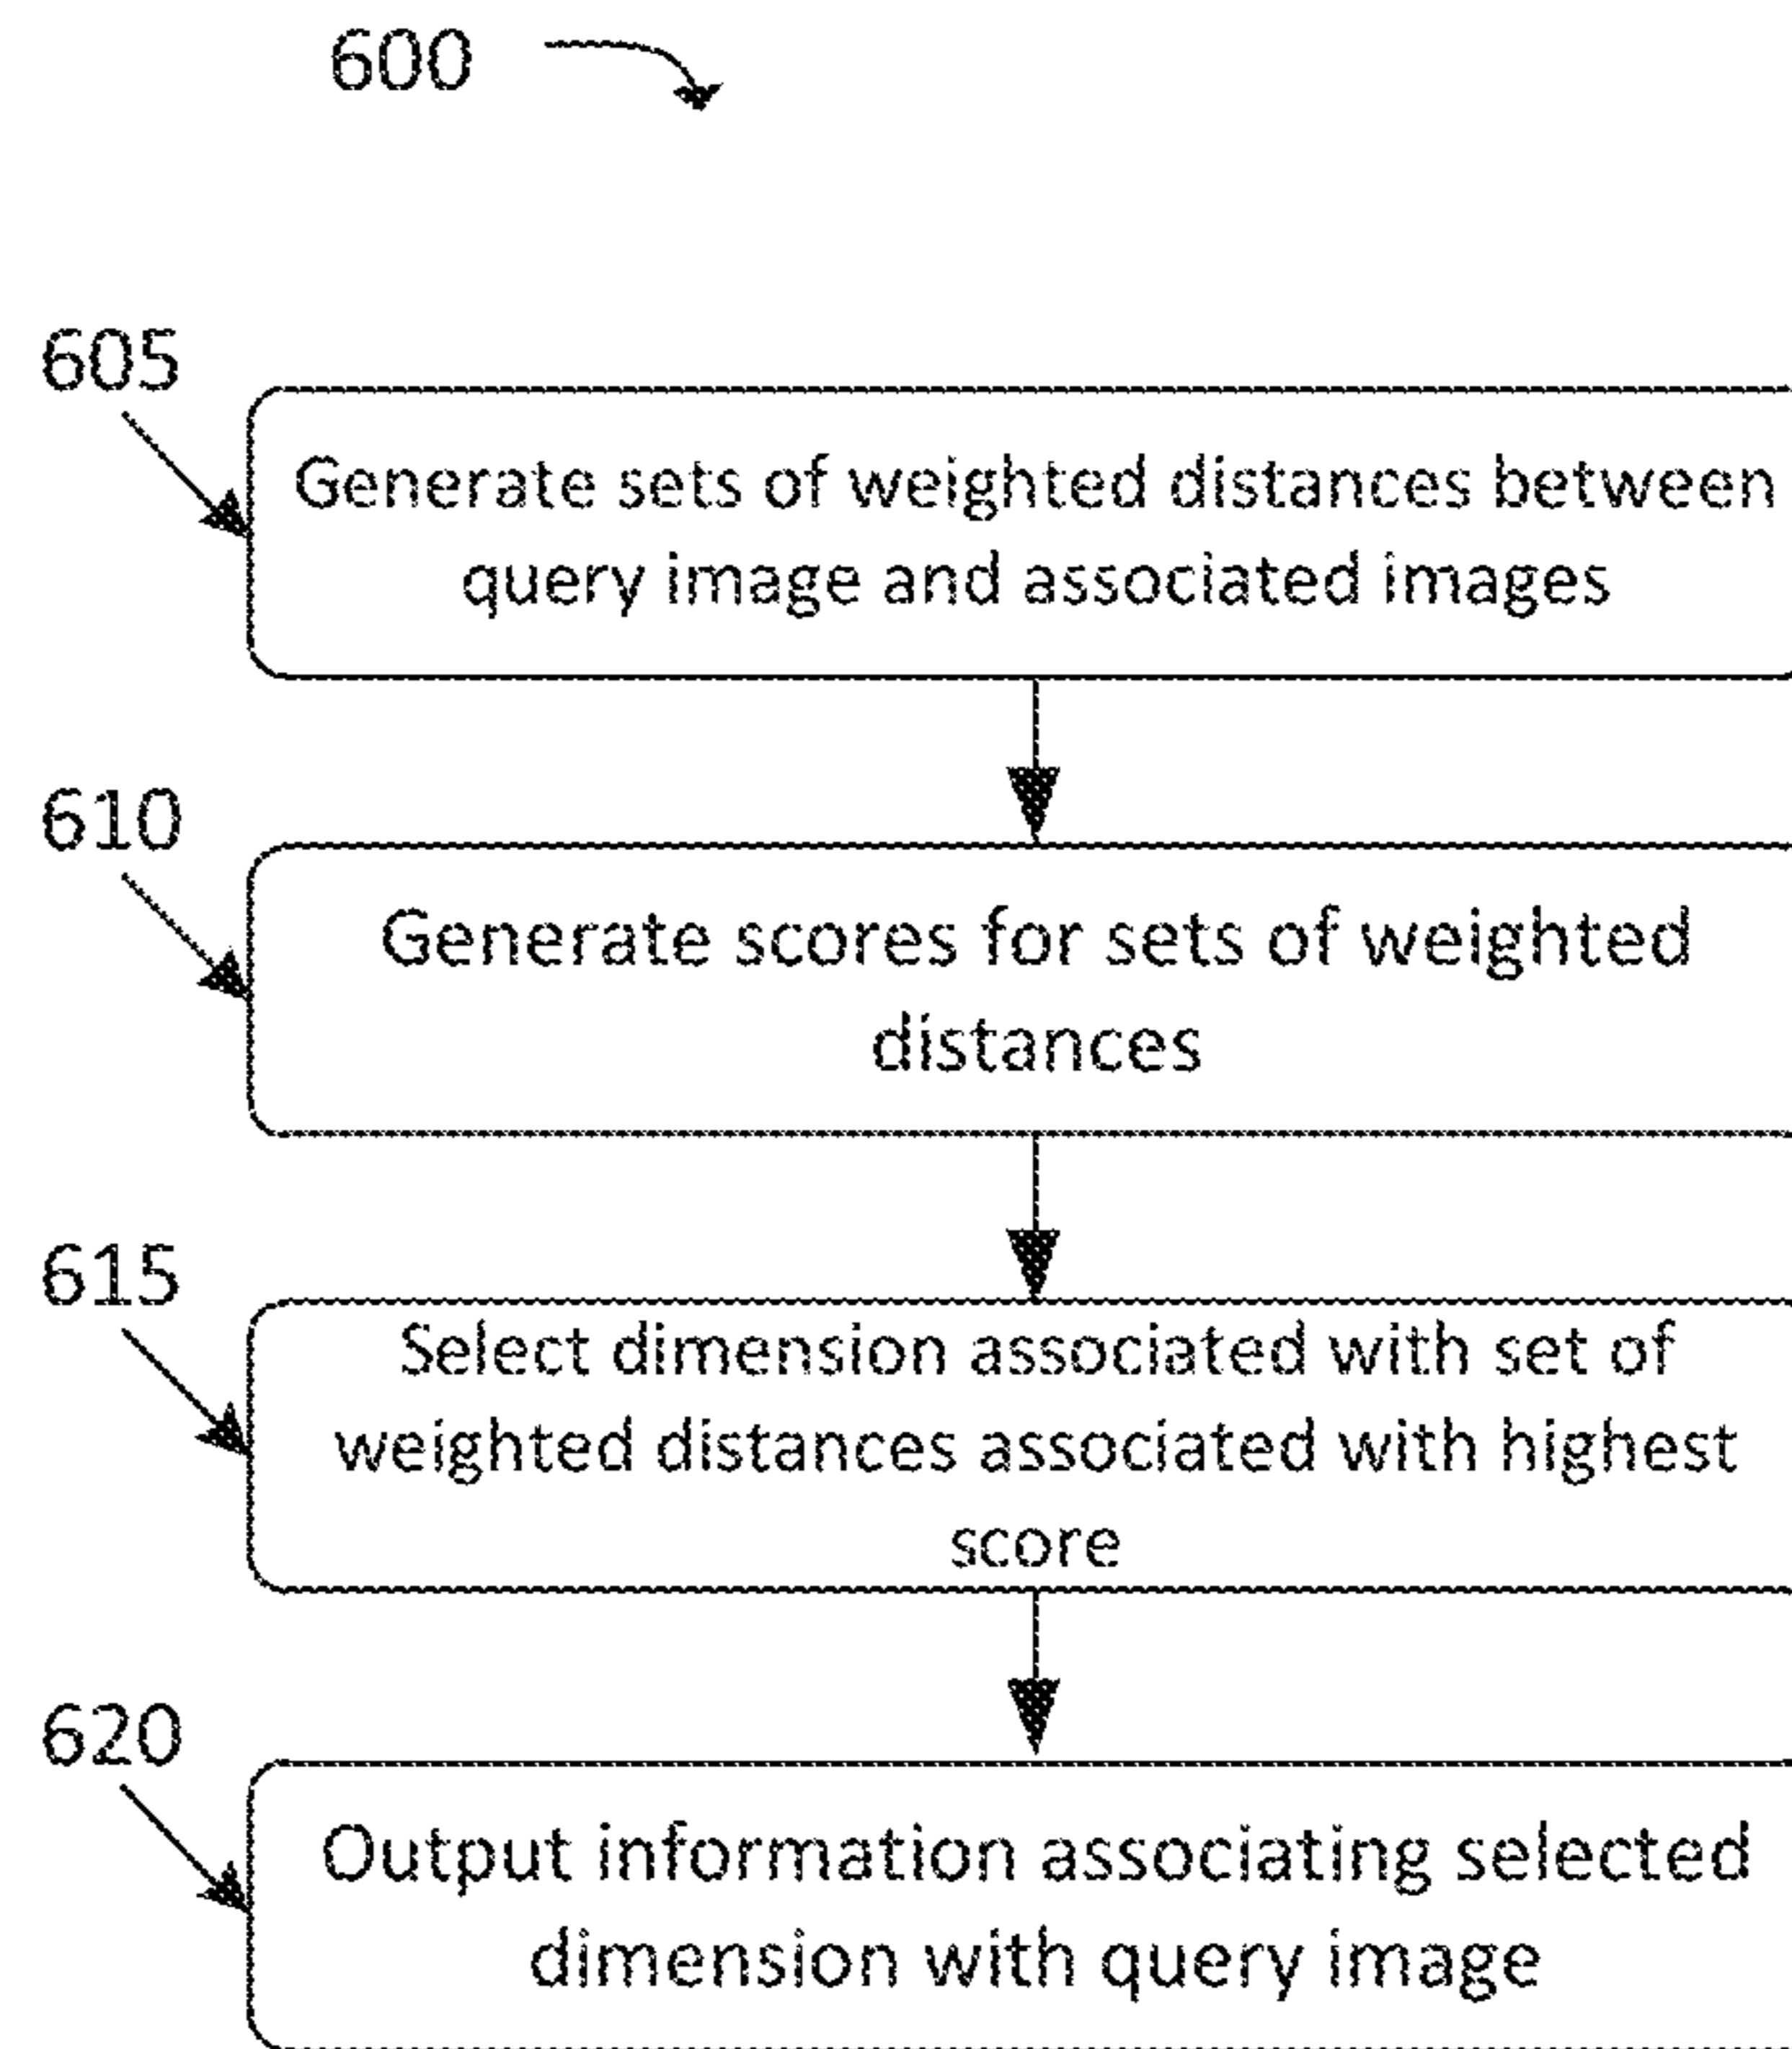 600
605
Generate sets of weighted distances between
query image and associated images
610
Generate scores for sets of weighted
distances
615
Select dimension associated with set of
weighted distances associated with highest
score
620
Output information associating selected
dimension with query image